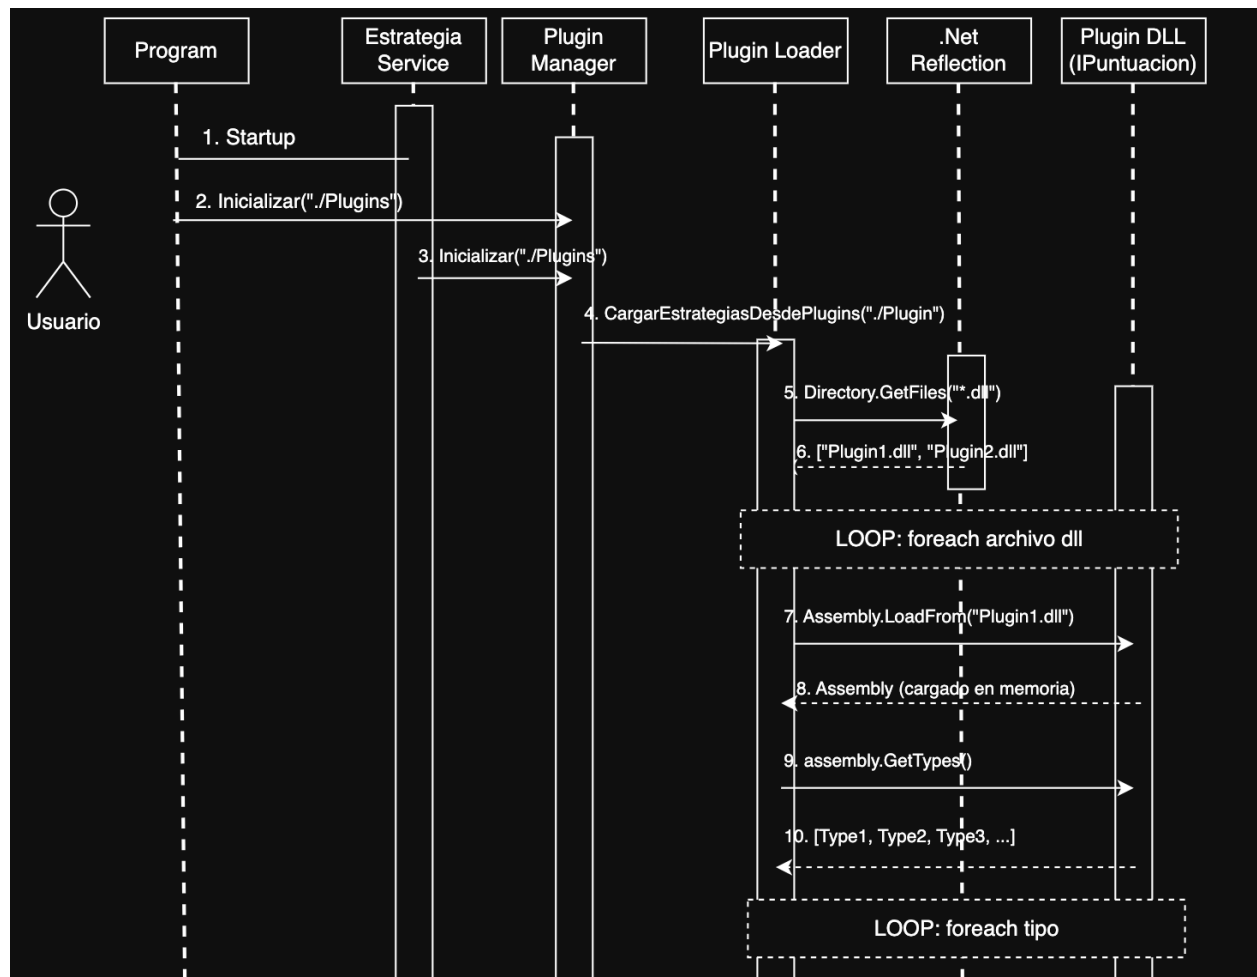 Program
Estrategia
Service
Plugin
Manager
Plugin Loader
.Net
Reflection
Plugin DLL
(IPuntuacion)
1. Startup
2. Inicializar("./Plugins")
Usuario
3. Inicializar("./Plugins")
4. CargarEstrategiasDesdePlugins("./Plugin")
5. Directory.GetFiles("*.dll")
6. ["Plugin1.dll", "Plugin2.dll"]
LOOP: foreach archivo dll
7. Assembly.LoadFrom("Plugin1.dll")
8. Assembly (cargado en memoria)
9. assembly.GetTypes()
10. [Type1, Type2, Type3, ...]
LOOP: foreach tipo